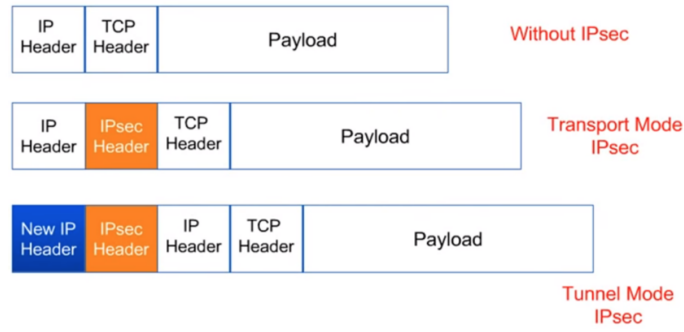 IP
Header
TCP
Header
Payload
Without IPsec
IP
Header
IPsec
Header
TCP
Header
Payload
Transport Mode
IPsec
New IP
Header
IPsec
Header
IP
Header
TCP
Header
Payload
Tunnel Mode
IPsec